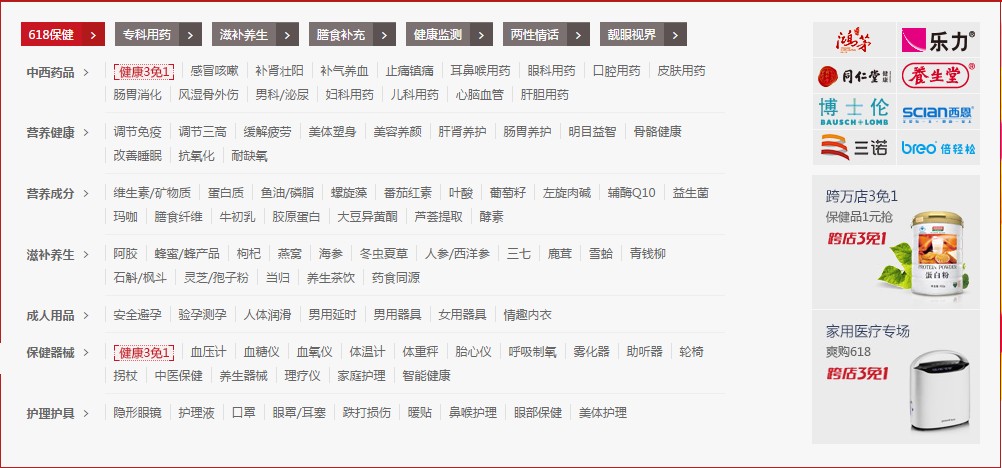 618保健 专科用药 滋补养生 膳食补充 健康监测 两性情话 靓眼视界
中西药品 健康3免1 感冒咳嗽 补肾壮阳 补气养血 止痛镇痛 耳鼻喉用药 眼科用药 口腔用药 皮肤用药
肠胃消化 风湿骨外伤 男科/泌尿 妇科用药 儿科用药 心脑血管 肝胆用药
营养健康 调节免疫 调节三高 缓解疲劳 美体塑身 美容养颜 肝肾养护 肠胃养护 明目益智 骨骼健康
改善睡眠 抗氧化 耐缺氧
营养成分 维生素/矿物质 蛋白质 鱼油/磷脂 螺旋藻 番茄红素 叶酸 葡萄籽 左旋肉碱 辅酶Q10 益生菌
玛咖 膳食纤维 牛初乳 胶原蛋白 大豆异黄酮 芦荟提取 酵素
滋补养生 阿胶 蜂蜜/蜂产品 枸杞 燕窝 海参 冬虫夏草 人参/西洋参 三七 鹿茸 雪蛤 青钱柳
石斛/枫斗 灵芝/孢子粉 当归 养生茶饮 药食同源
成人用品 安全避孕 验孕测孕 人体润滑 男用延时 男用器具 女用器具 情趣内衣
保健器械 健康3免1 血压计 血糖仪 血氧仪 体温计 体重秤 胎心仪 呼吸制氧 雾化器 助听器 轮椅
拐杖 中医保健 养生器械 理疗仪 家庭护理 智能健康
护理护具 隐形眼镜 护理液 口罩 眼罩/耳塞 跌打损伤 暖贴 鼻喉护理 眼部保健 美体护理
鸿茅 乐力®
同仁堂 健康 養生堂®
博士伦 BAUSCH+LOMB SCIAN西恩
三诺 breo 倍轻松
跨万店3免1
保健品1元抢
跨店3免1
PROTEIN POWDER
蛋白粉
家用医疗专场
爽购618
跨店3免1